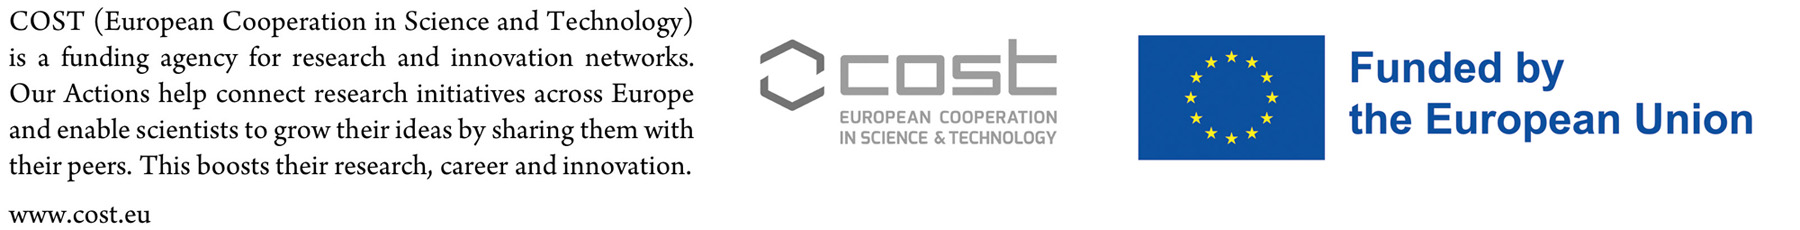 COST (European Cooperation in Science and Technology)
is a funding agency for research and innovation networks.
Our Actions help connect research initiatives across Europe
and enable scientists to grow their ideas by sharing them with
their peers. This boosts their research, career and innovation.
www.cost.eu
cost
EUROPEAN COOPERATION
IN SCIENCE & TECHNOLOGY
Funded by
the European Union